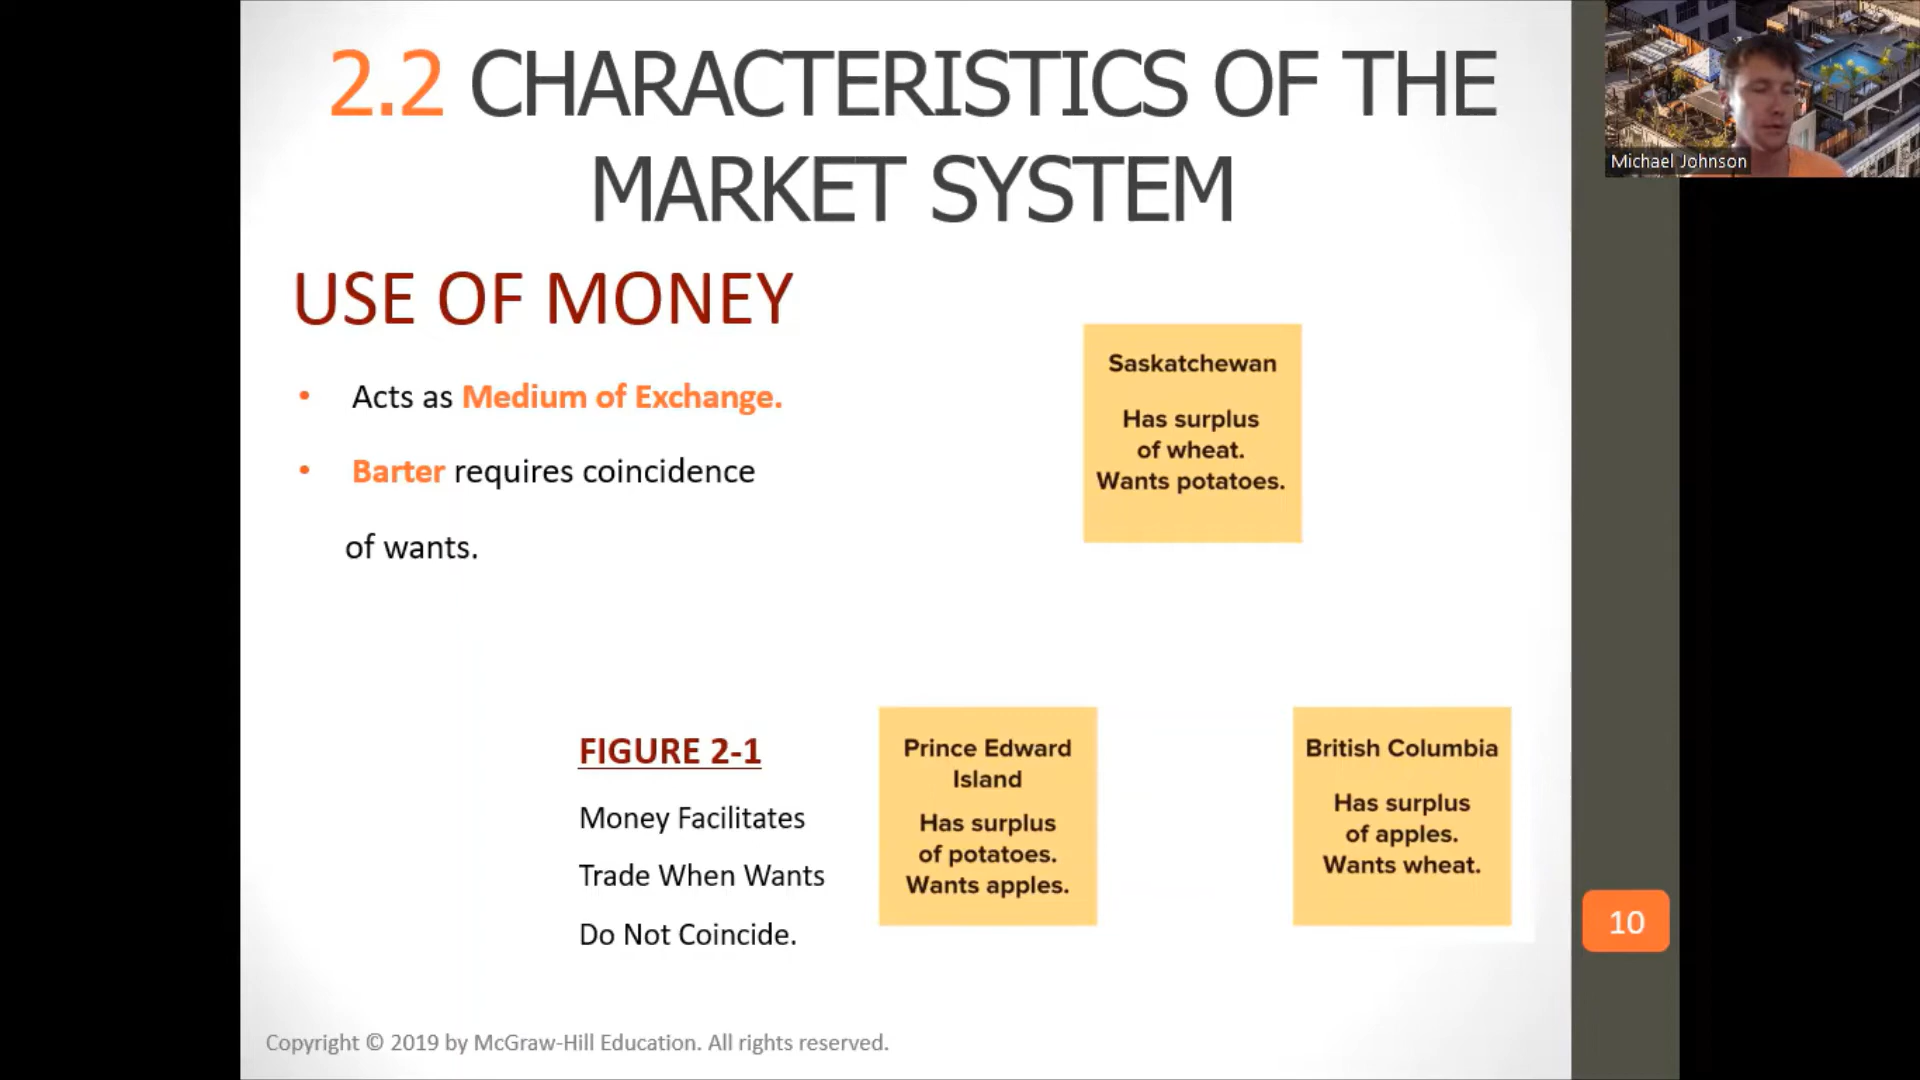 2.2 CHARACTERISTICS OF THE
MARKET SYSTEM
Michael Johnson
USE OF MONEY
• Acts as Medium of Exchange.
• Barter requires coincidence
of wants.
Saskatchewan
Has surplus
of wheat.
Wants potatoes.
FIGURE 2-1
Money Facilitates
Trade When Wants
Do Not Coincide.
Prince Edward
Island
Has surplus
of potatoes.
Wants apples.
British Columbia
Has surplus
of apples.
Wants wheat.
10
Copyright © 2019 by McGraw-Hill Education. All rights reserved.